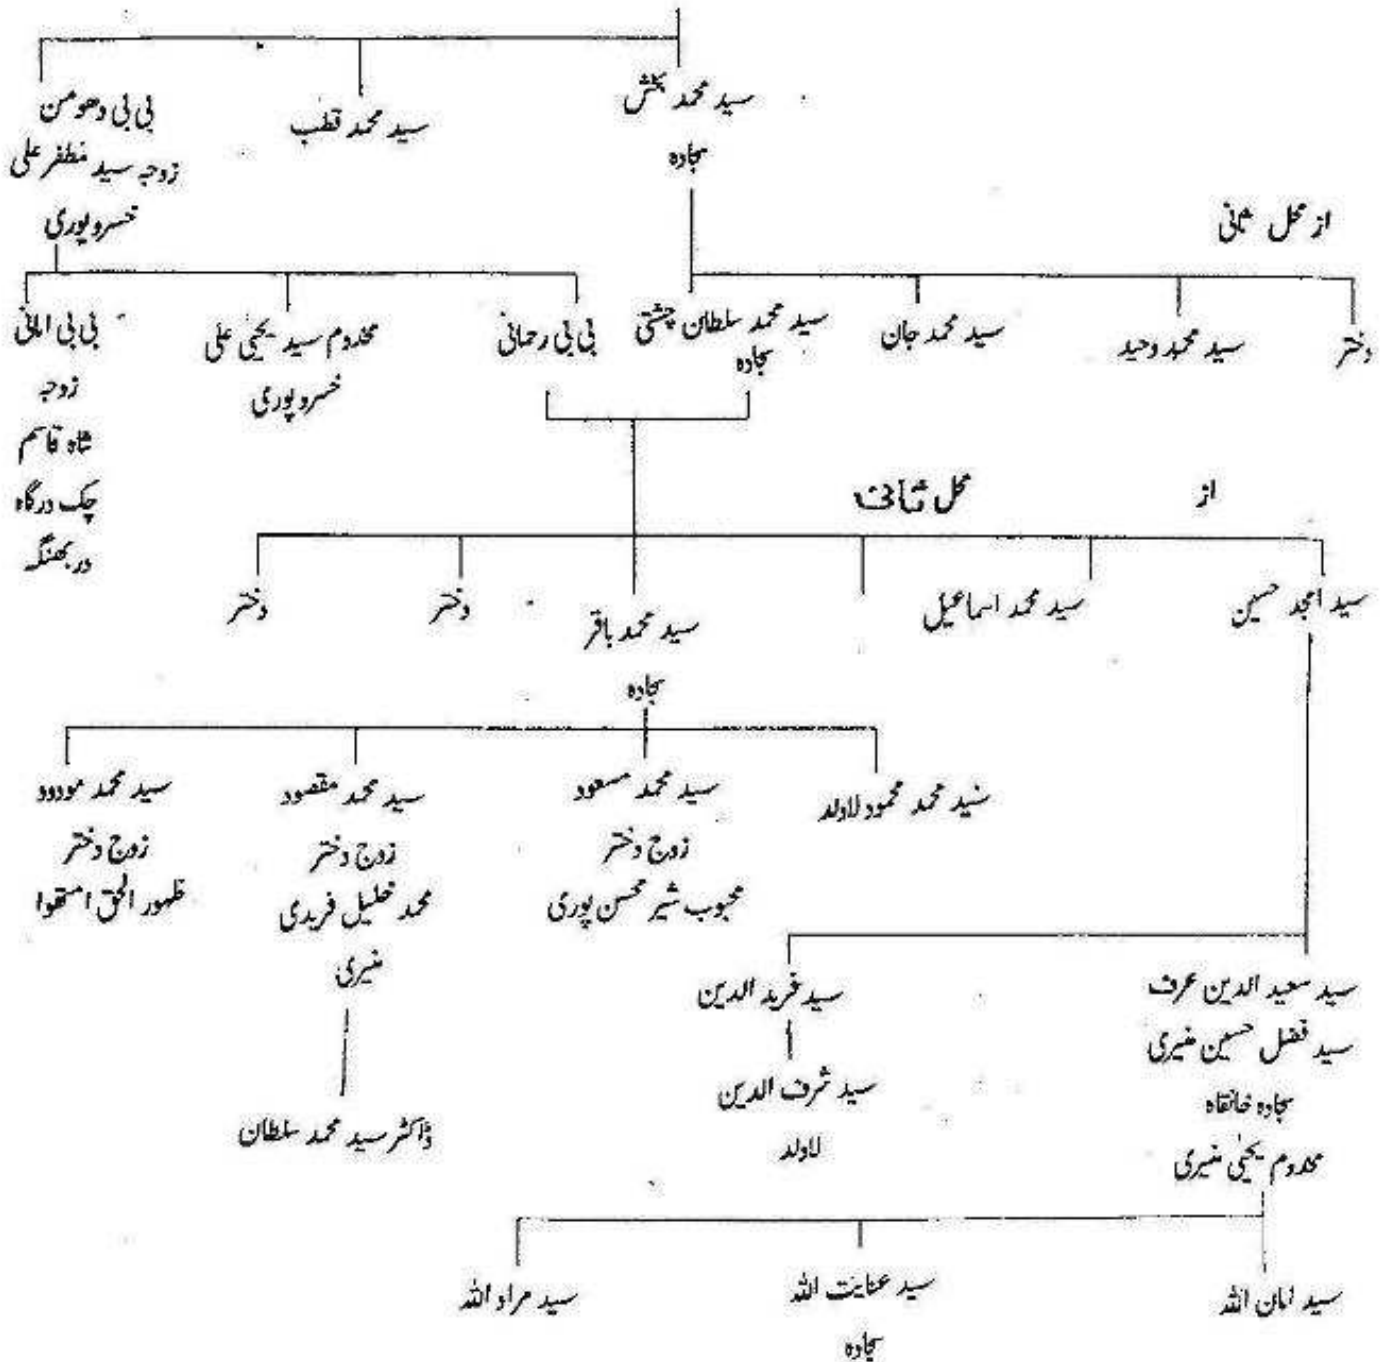 سید محمد بخش
سجادہ
سید محمد قطب
بی بی دھومن
زوجہ سید مظفر علی
خسروپوری
از محل ثانی
دختر
سید محمد وحید
سید محمد جان
سید محمد سلطان چشتی
سجادہ
بی بی رحمانی
مخدوم سید یحیٰی علی
خسروپوری
بی بی امانی
زوجہ
شاہ قاسم
چک درگاہ
دربھنگہ
از محل ثانی
سید امجد حسین
سید محمد اسماعیل
سید محمد باقر
سجادہ
دختر
دختر
سید محمد محمود لاولد
سید محمد مسعود
زوج دختر
محبوب شیر محسن پوری
سید محمد مقصود
زوج دختر
محمد خلیل فریدی
منیری
سید محمد مودود
زوج دختر
ظہور الحق امتھوا
سید سعید الدین عرف
سید فضل حسین منیری
سجادہ خانقاہ
مخدوم یحیٰی منیری
سید فرید الدین
سید شرف الدین
لاولد
ڈاکٹر سید محمد سلطان
سید امان اللہ
سید عنایت اللہ
سجادہ
سید مراد اللہ